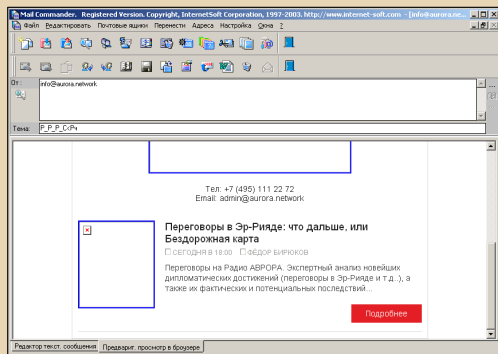 Mail Commander. Registered Version. Copyright, InternetSoft Corporation, 1997-2003. http://www.internet-soft.com - [info@aurora.ne...
Файл Редактировать Почтовые ящики Перенести Адреса Настройка Окна ?
От:
info@aurora.network
Тема:
Тел: +7 (495) 111 22 72
Email: admin@aurora.network
Переговоры в Эр-Рияде: что дальше, или
Бездорожная карта
СЕГОДНЯ В 18:00 ФЁДОР БИРЮКОВ
Переговоры на Радио АВРОРА. Экспертный анализ новейших
дипломатических достижений (переговоры в Эр-Рияде и т.д..), а
также их фактических и потенциальных последствий...
Подробнее
Редактор текст. сообщения Предварит. просмотр в броузере